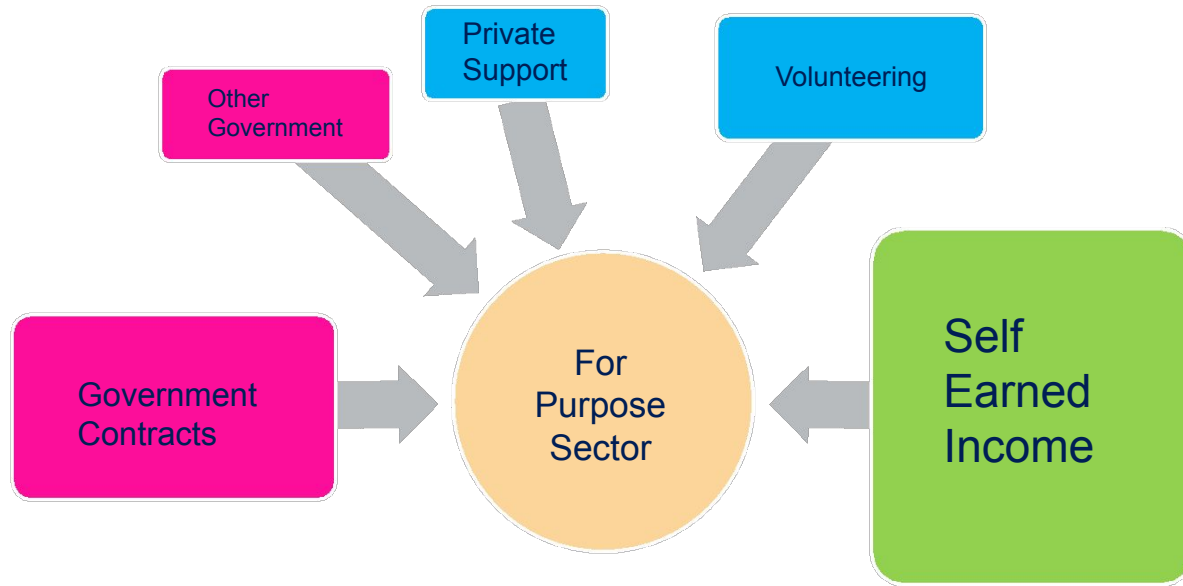 Private
Support
Volunteering
Other
Government
Government
Contracts
For
Purpose
Sector
Self
Earned
Income